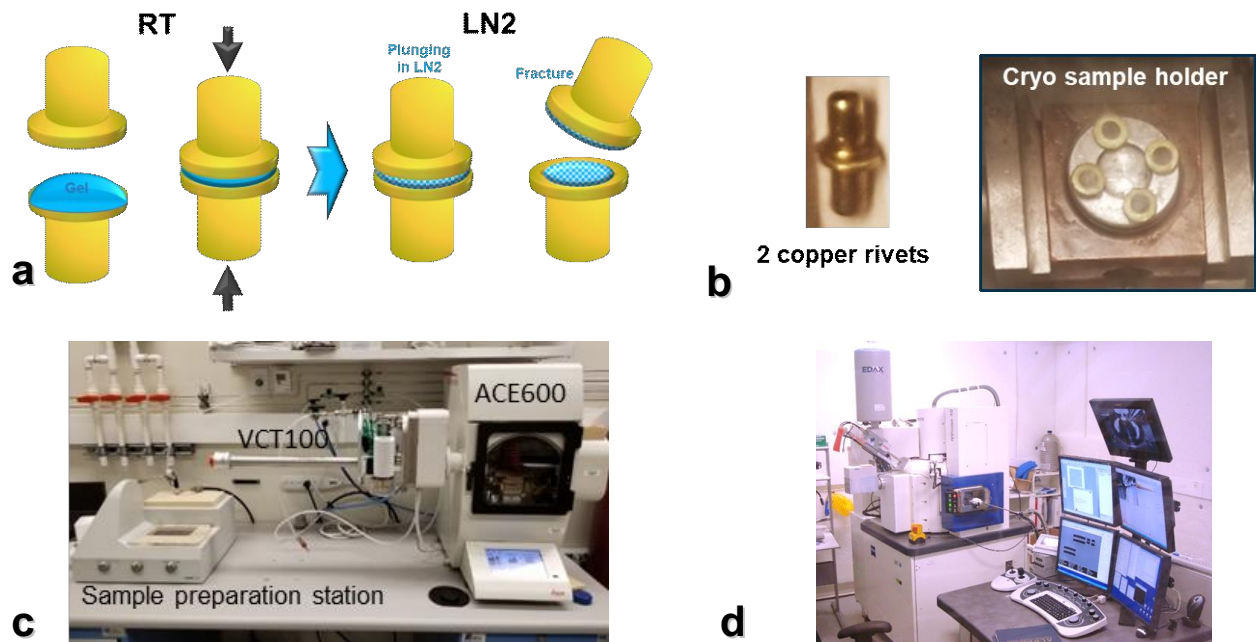 RT
LN2
Plunging
in LN2
Fracture
Gel
a
2 copper rivets
Cryo sample holder
b
VCT100
ACE600
Sample preparation station
c
EDAX
d